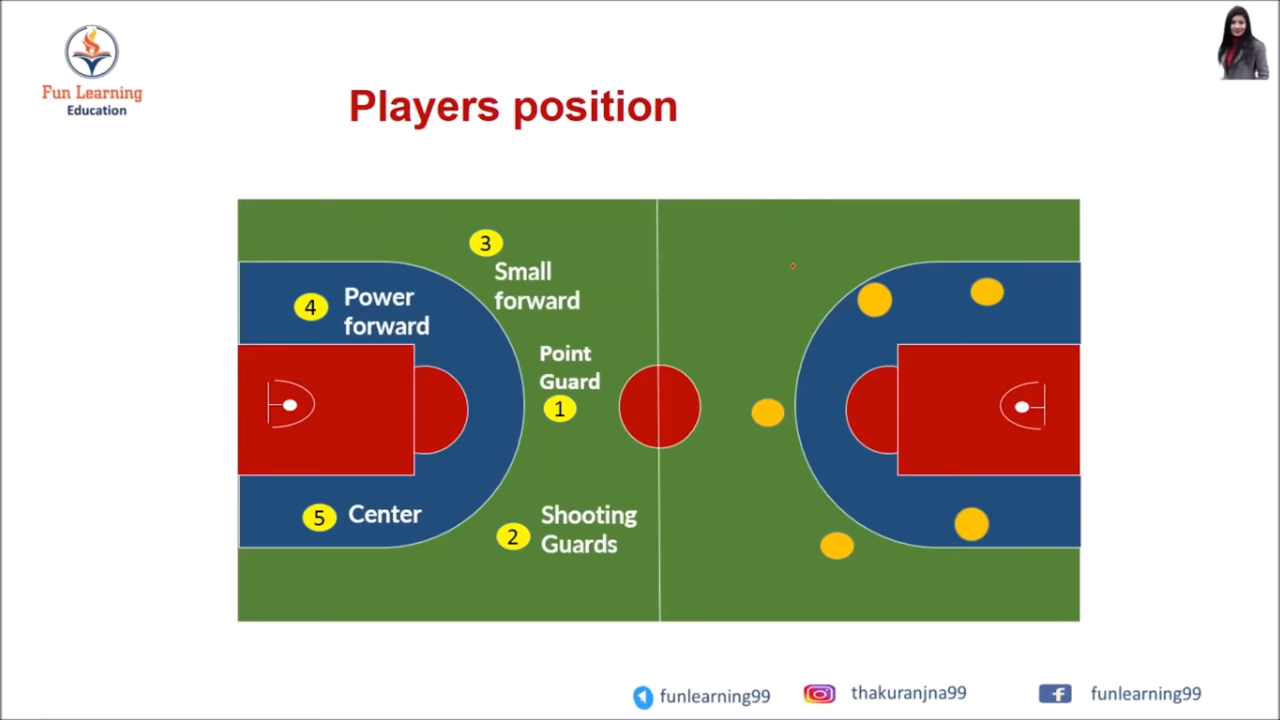 Fun Learning
Education
Players position
3
Small
forward
4
Power
forward
Point
Guard
1
5
Center
2
Shooting
Guards
funlearning99
thakuranjna99
funlearning99